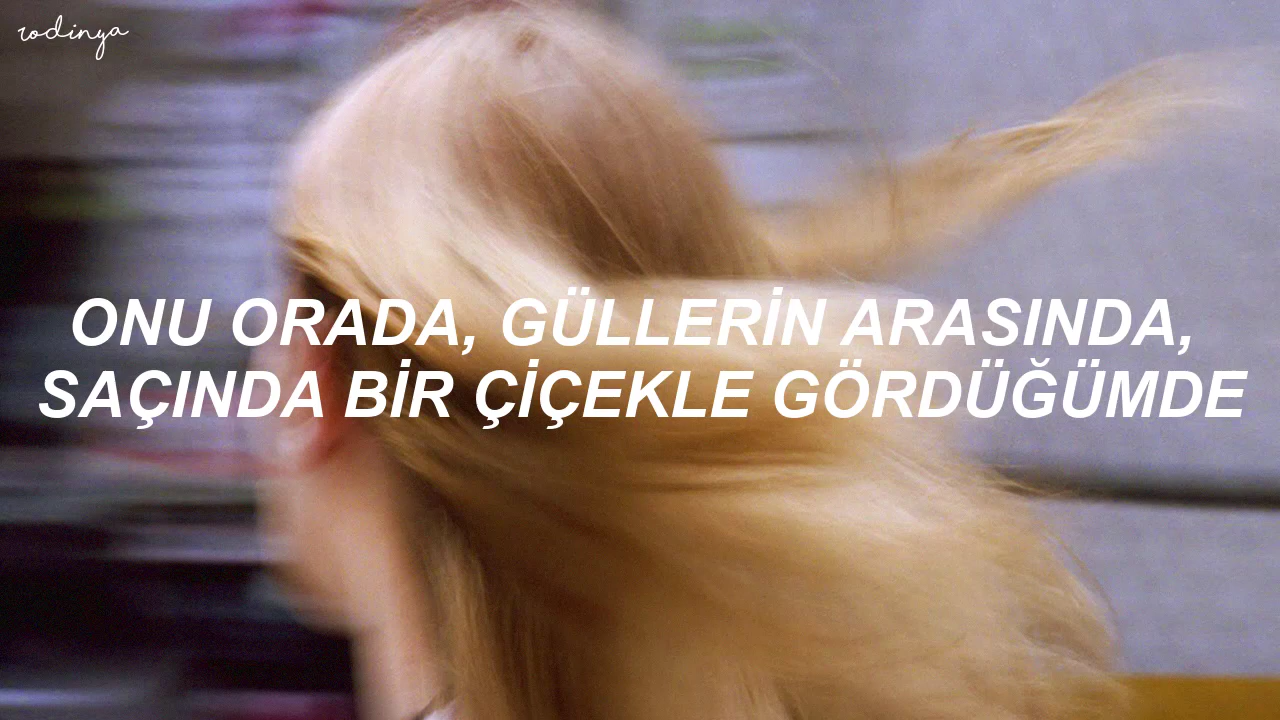 rodinya
ONU ORADA, GÜLLERİN ARASINDA,
SAÇINDA BİR ÇİÇEKLE GÖRDÜĞÜMDE